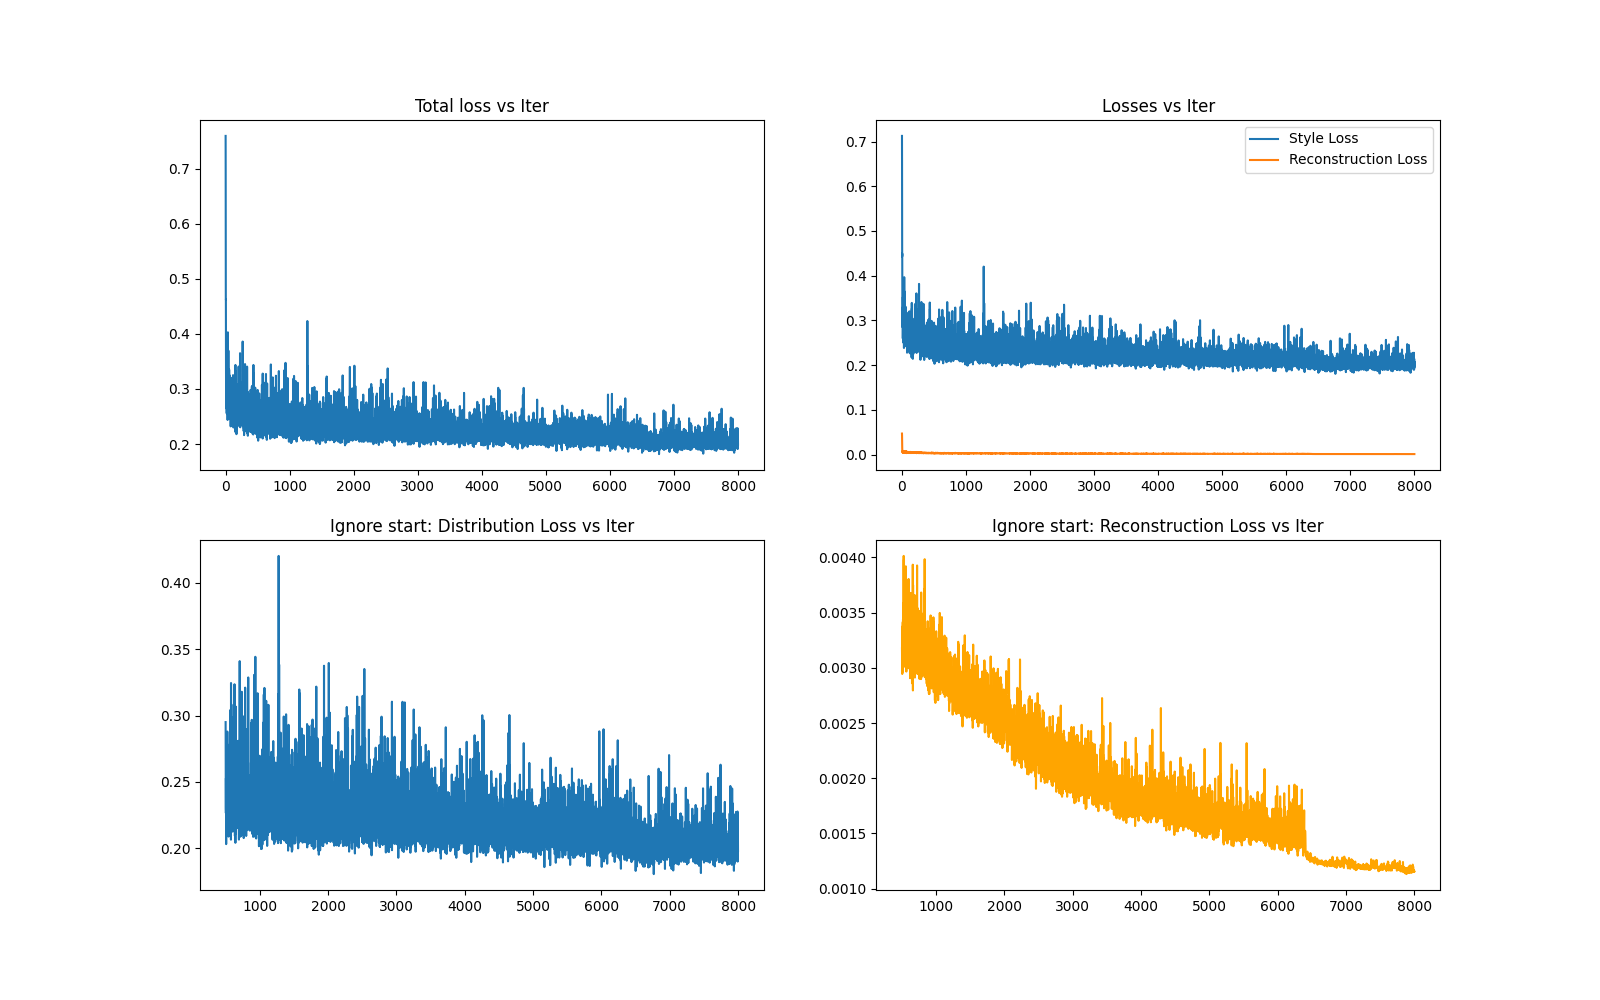 Total loss vs Iter
0.7
0.6
0.5
0.4
0.3
0.2
0 1000 2000 3000 4000 5000 6000 7000 8000
Losses vs Iter
Style Loss
Reconstruction Loss
0.7
0.6
0.5
0.4
0.3
0.2
0.1
0.0
0 1000 2000 3000 4000 5000 6000 7000 8000
Ignore start: Distribution Loss vs Iter
0.40
0.35
0.30
0.25
0.20
1000 2000 3000 4000 5000 6000 7000 8000
Ignore start: Reconstruction Loss vs Iter
0.0040
0.0035
0.0030
0.0025
0.0020
0.0015
0.0010
1000 2000 3000 4000 5000 6000 7000 8000